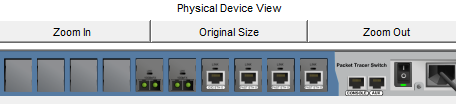 Physical Device View
Zoom In
Original Size
Zoom Out
Packet Tracer Switch
CONSOLE
AUX